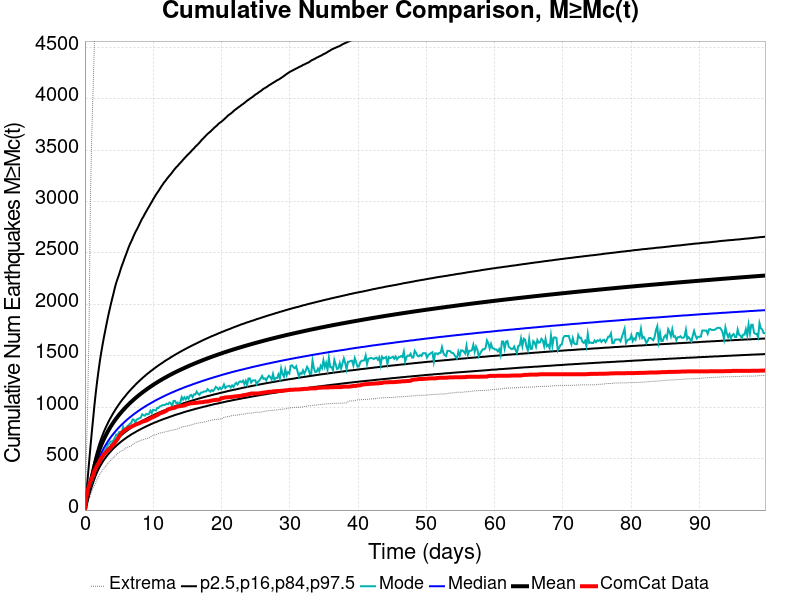 Cumulative Number Comparison, M≥Mc(t)
Cumulative Num Earthquakes M≥Mc(t)
4500
4000
3500
3000
2500
2000
1500
1000
500
0
0 10 20 30 40 50 60 70 80 90
Time (days)
Extrema p2.5,p16,p84,p97.5 Mode Median Mean ComCat Data